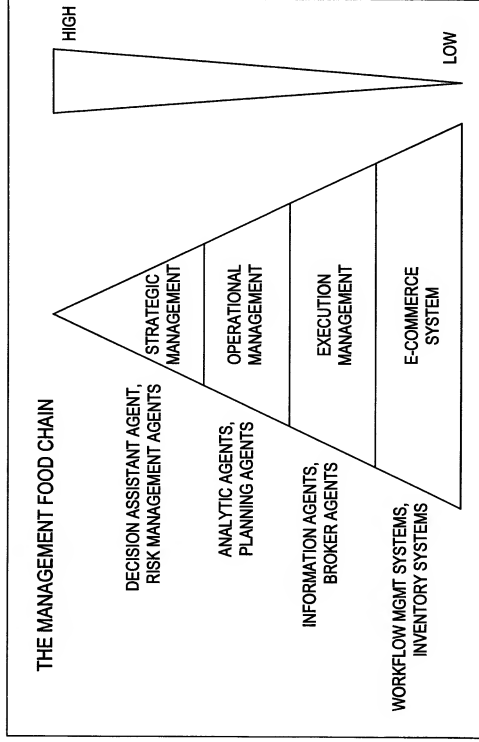 THE MANAGEMENT FOOD CHAIN
HIGH
DECISION ASSISTANT AGENT,
RISK MANAGEMENT AGENTS
STRATEGIC
MANAGEMENT
ANALYTIC AGENTS,
PLANNING AGENTS
OPERATIONAL
MANAGEMENT
INFORMATION AGENTS,
BROKER AGENTS
EXECUTION
MANAGEMENT
WORKFLOW MGMT SYSTEMS,
INVENTORY SYSTEMS
E-COMMERCE
SYSTEM
LOW